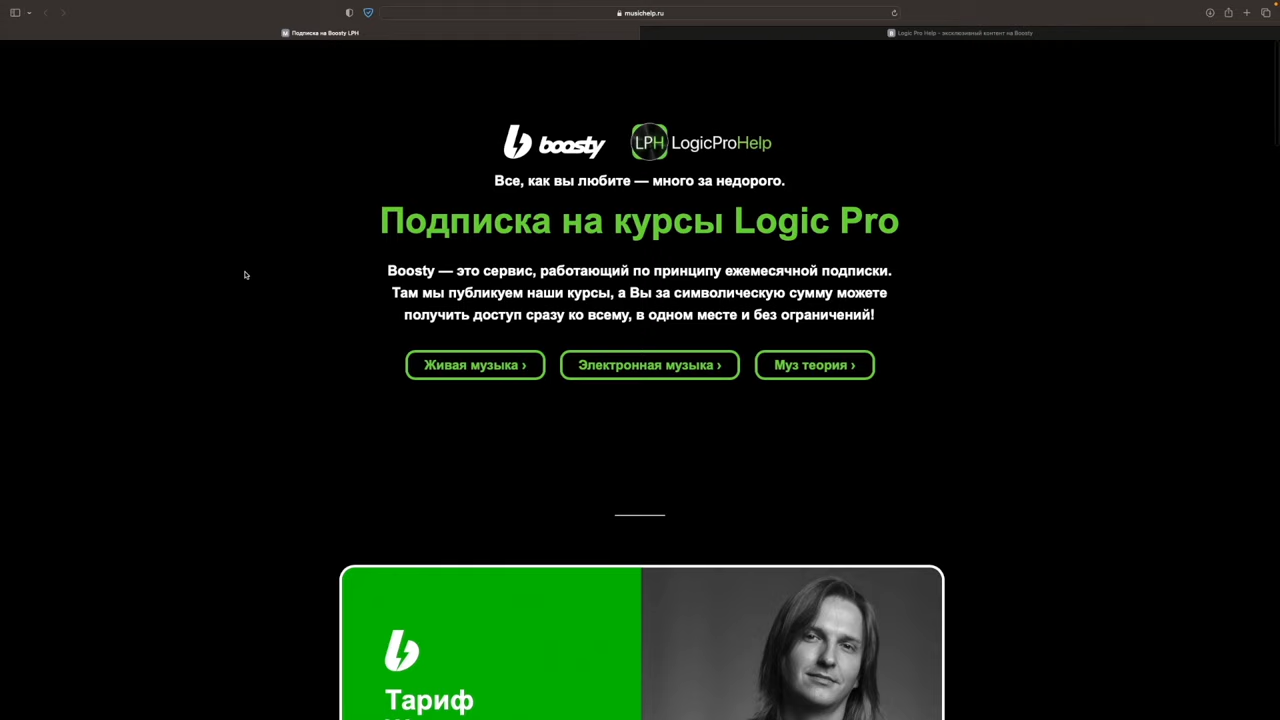 musichelp.ru
Подписка на Boosty LPH
Logic Pro Help - эксклюзивный контент на Boosty
boosty
LPH LogicProHelp
Все, как вы любите — много за недорого.
Подписка на курсы Logic Pro
Boosty — это сервис, работающий по принципу ежемесячной подписки.
Там мы публикуем наши курсы, а Вы за символическую сумму можете
получить доступ сразу ко всему, в одном месте и без ограничений!
Живая музыка ›
Электронная музыка ›
Муз теория ›
Тариф